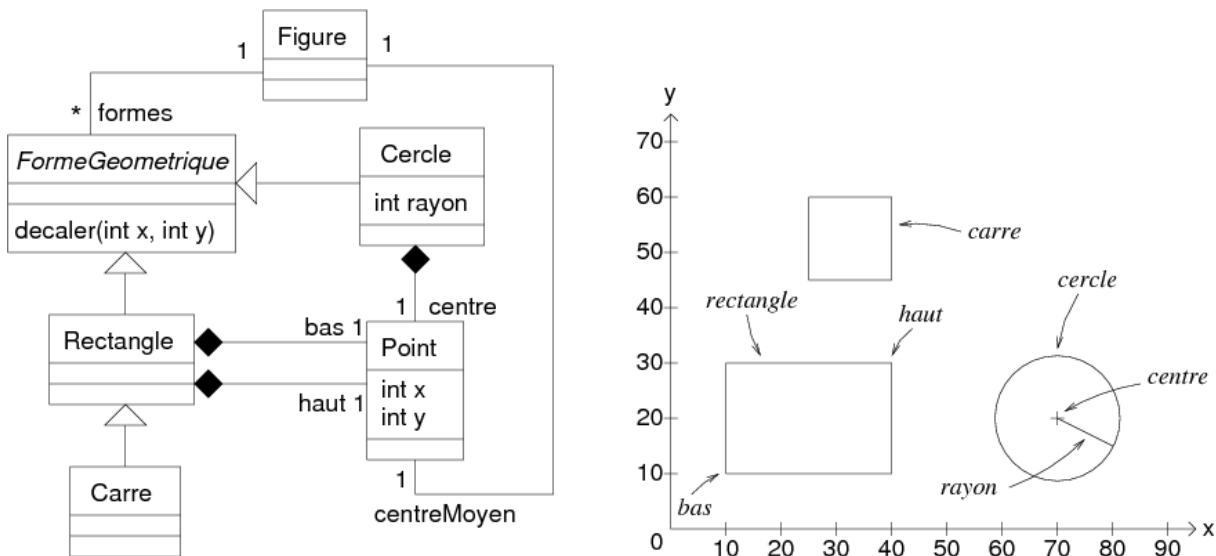 Figure
1
1
* formes
FormeGeometrique
decaler(int x, int y)
Cercle
int rayon
1 centre
Rectangle
bas 1
haut 1
Point
int x
int y
1
centreMoyen
Carre
y
70
60
50
40
30
20
10
0
10 20 30 40 50 60 70 80 90
x
carre
rectangle
haut
cercle
centre
rayon
bas